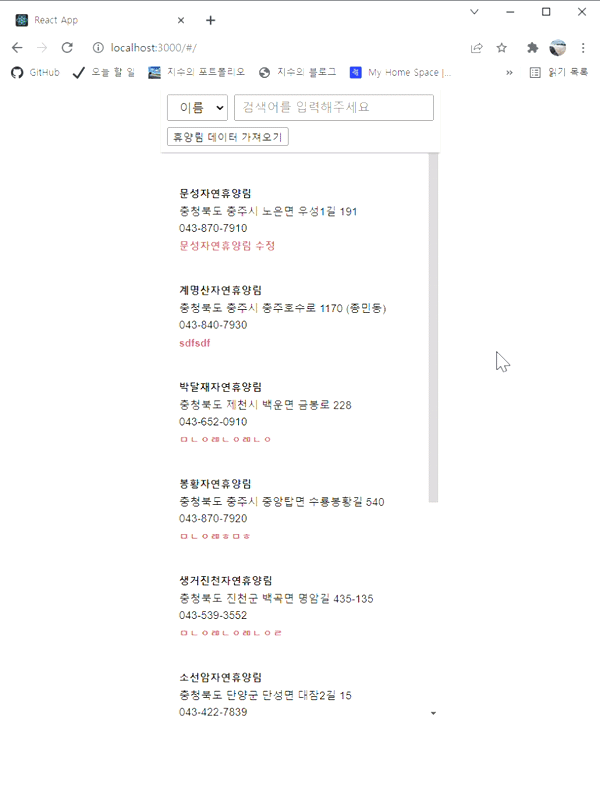 React App
localhost:3000/#/
GitHub 오늘 할 일 지수의 포트폴리오 지수의 블로그 My Home Space |... » 읽기 목록
이름 검색어를 입력해주세요
휴양림 데이터 가져오기
문성자연휴양림
충청북도 충주시 노은면 우성1길 191
043-870-7910
문성자연휴양림 수정
계명산자연휴양림
충청북도 충주시 충주호수로 1170 (종민동)
043-840-7930
sdfsdf
박달재자연휴양림
충청북도 제천시 백운면 금봉로 228
043-652-0910
봉황자연휴양림
충청북도 충주시 중앙탑면 수룡봉황길 540
043-870-7920
생거진천자연휴양림
충청북도 진천군 백곡면 명암길 435-135
043-539-3552
소선암자연휴양림
충청북도 단양군 단성면 대잠2길 15
043-422-7839